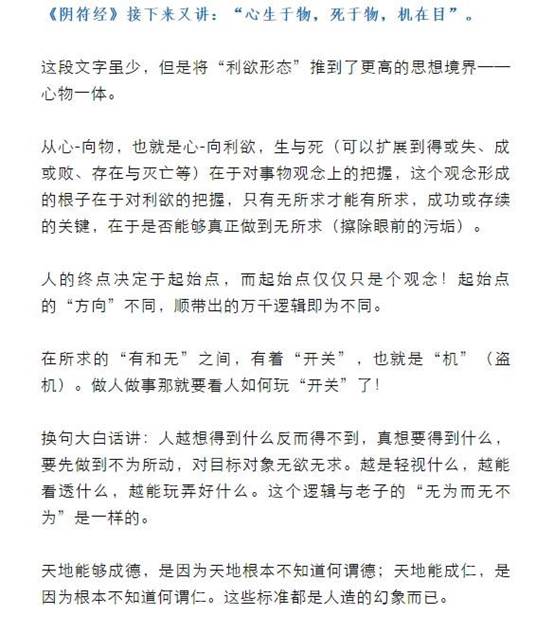 《阴符经》接下来又讲：“心生于物，死于物，机在目”。
这段文字虽少，但是将“利欲形态”推到了更高的思想境界——
心物一体。
从心-向物，也就是心-向利欲，生与死（可以扩展到得或失、成
或败、存在与灭亡等）在于对事物观念上的把握，这个观念形成
的根子在于对利欲的把握，只有无所求才能有所求，成功或存续
的关键，在于是否能够真正做到无所求（擦除眼前的污垢）。
人的终点决定于起始点，而起始点仅仅只是个观念！起始点
的“方向”不同，顺带出的万千逻辑即为不同。
在所求的“有和无”之间，有着“开关”，也就是“机”（盗
机）。做人做事那就要看人如何玩“开关”了！
换句大白话讲：人越想得到什么反而得不到，真想要得到什么，
要先做到不为所动，对目标对象无欲无求。越是轻视什么，越能
看透什么，越能玩弄好什么。这个逻辑与老子的“无为而无不
为”是一样的。
天地能够成德，是因为天地根本不知道何谓德；天地能成仁，是
因为根本不知道何谓仁。这些标准都是人造的幻象而已。